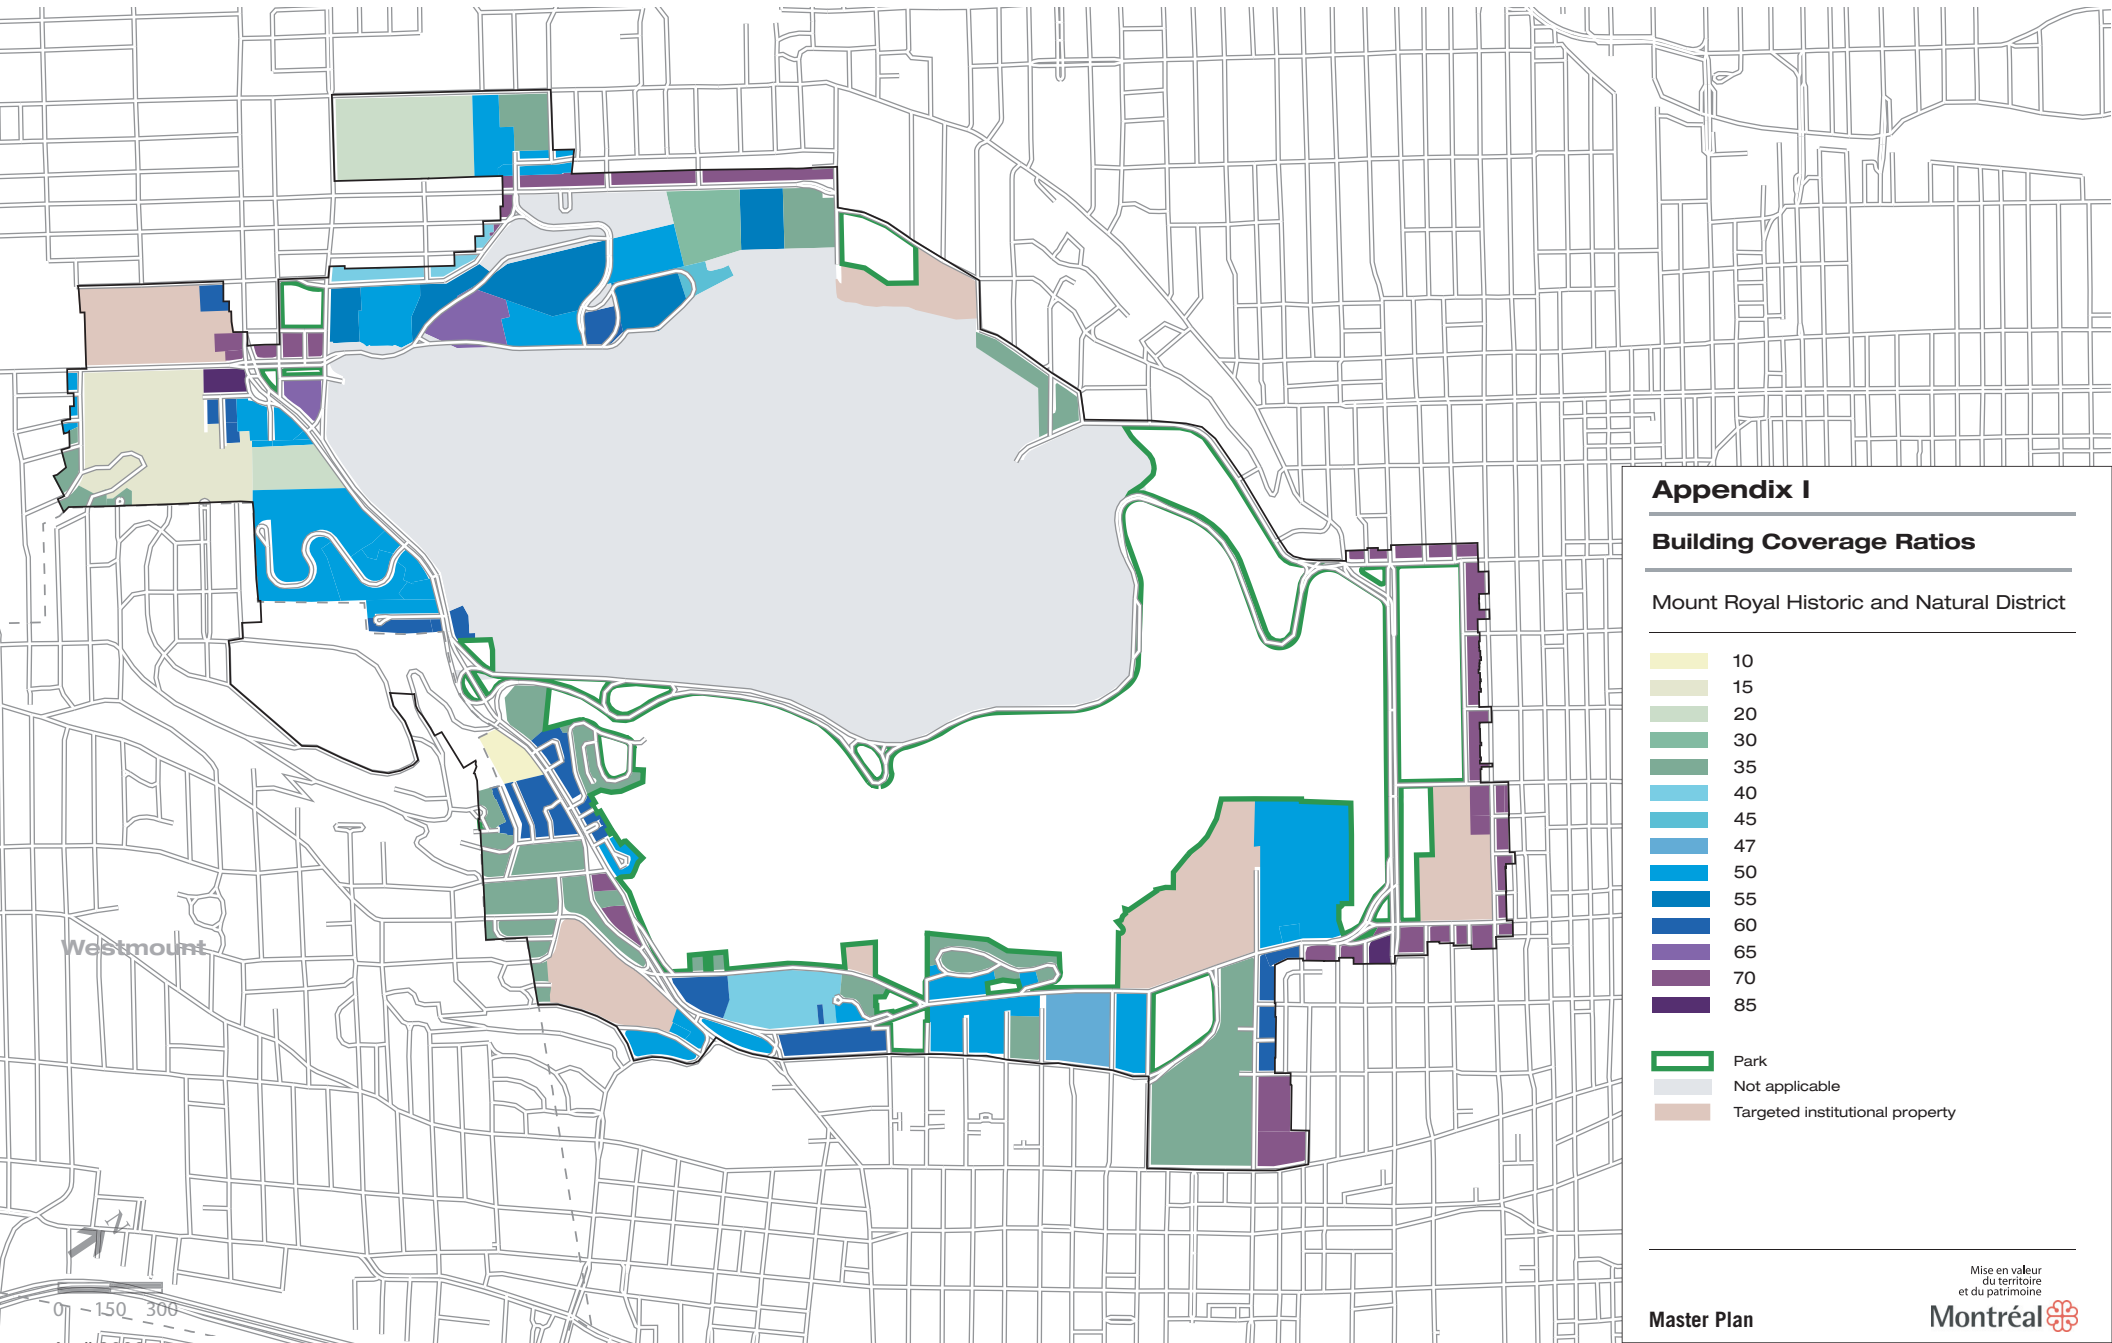 Appendix I
Building Coverage Ratios
Mount Royal Historic and Natural District
10
15
20
30
35
40
45
47
50
55
60
65
70
85
Park
Not applicable
Targeted institutional property
Westmount
N
0 150 300
Mise en valeur
du territoire
et du patrimoine
Master Plan
Montréal